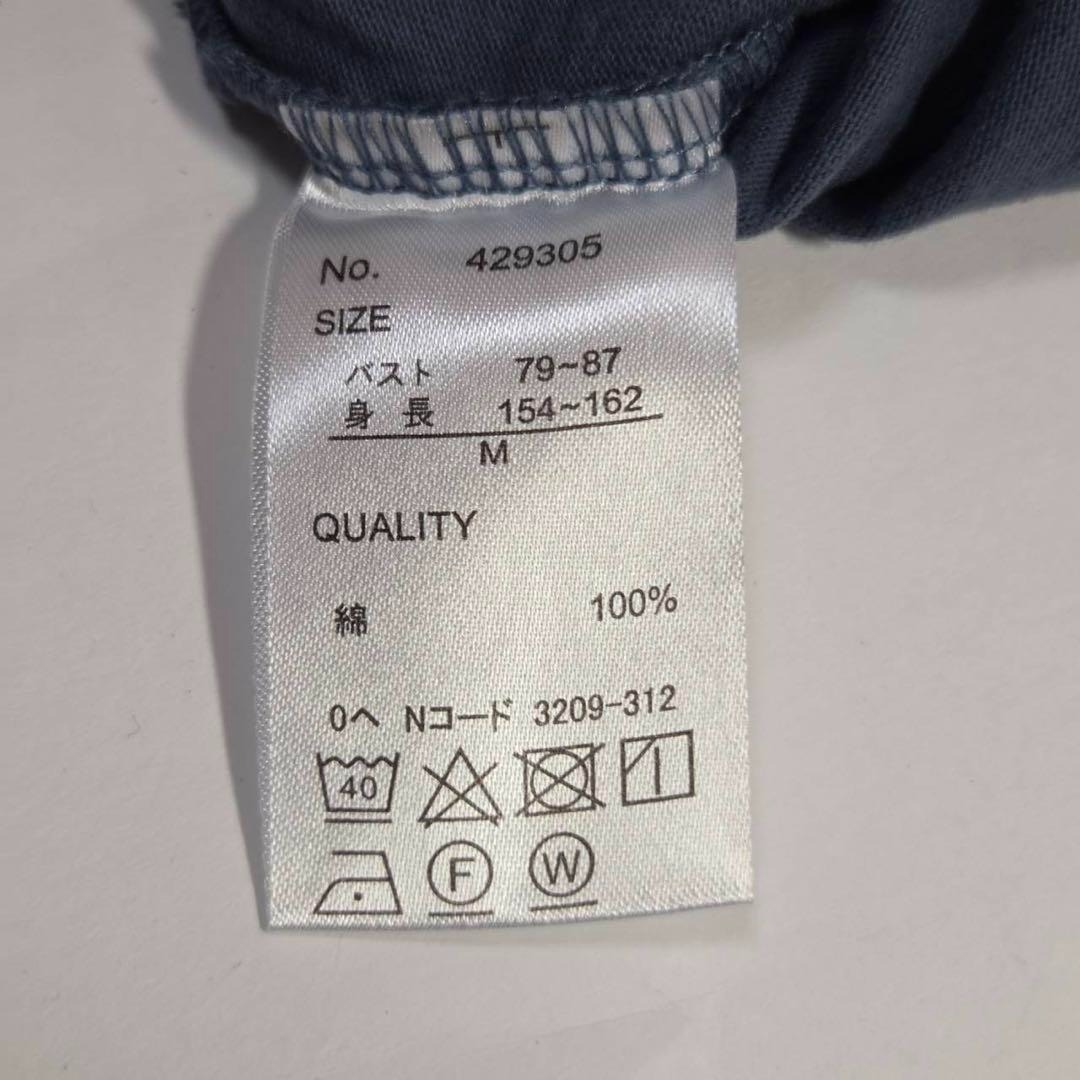 No. 429305
SIZE
バスト 79~87
身 長 154~162
M
QUALITY
綿 100%
0ヘ Nコード 3209-312
40
F W